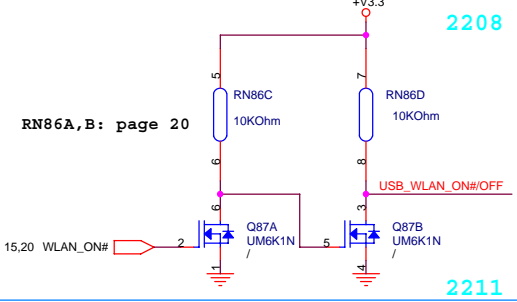 +V3.3
2208
5
7
RN86C
RN86D
10KOhm
10KOhm
RN86A,B: page 20
6
8
USB_WLAN_ON#/OFF
6
3
Q87A
Q87B
UM6K1N
UM6K1N
15,20 WLAN_ON#
2
5
/
/
1
4
2211